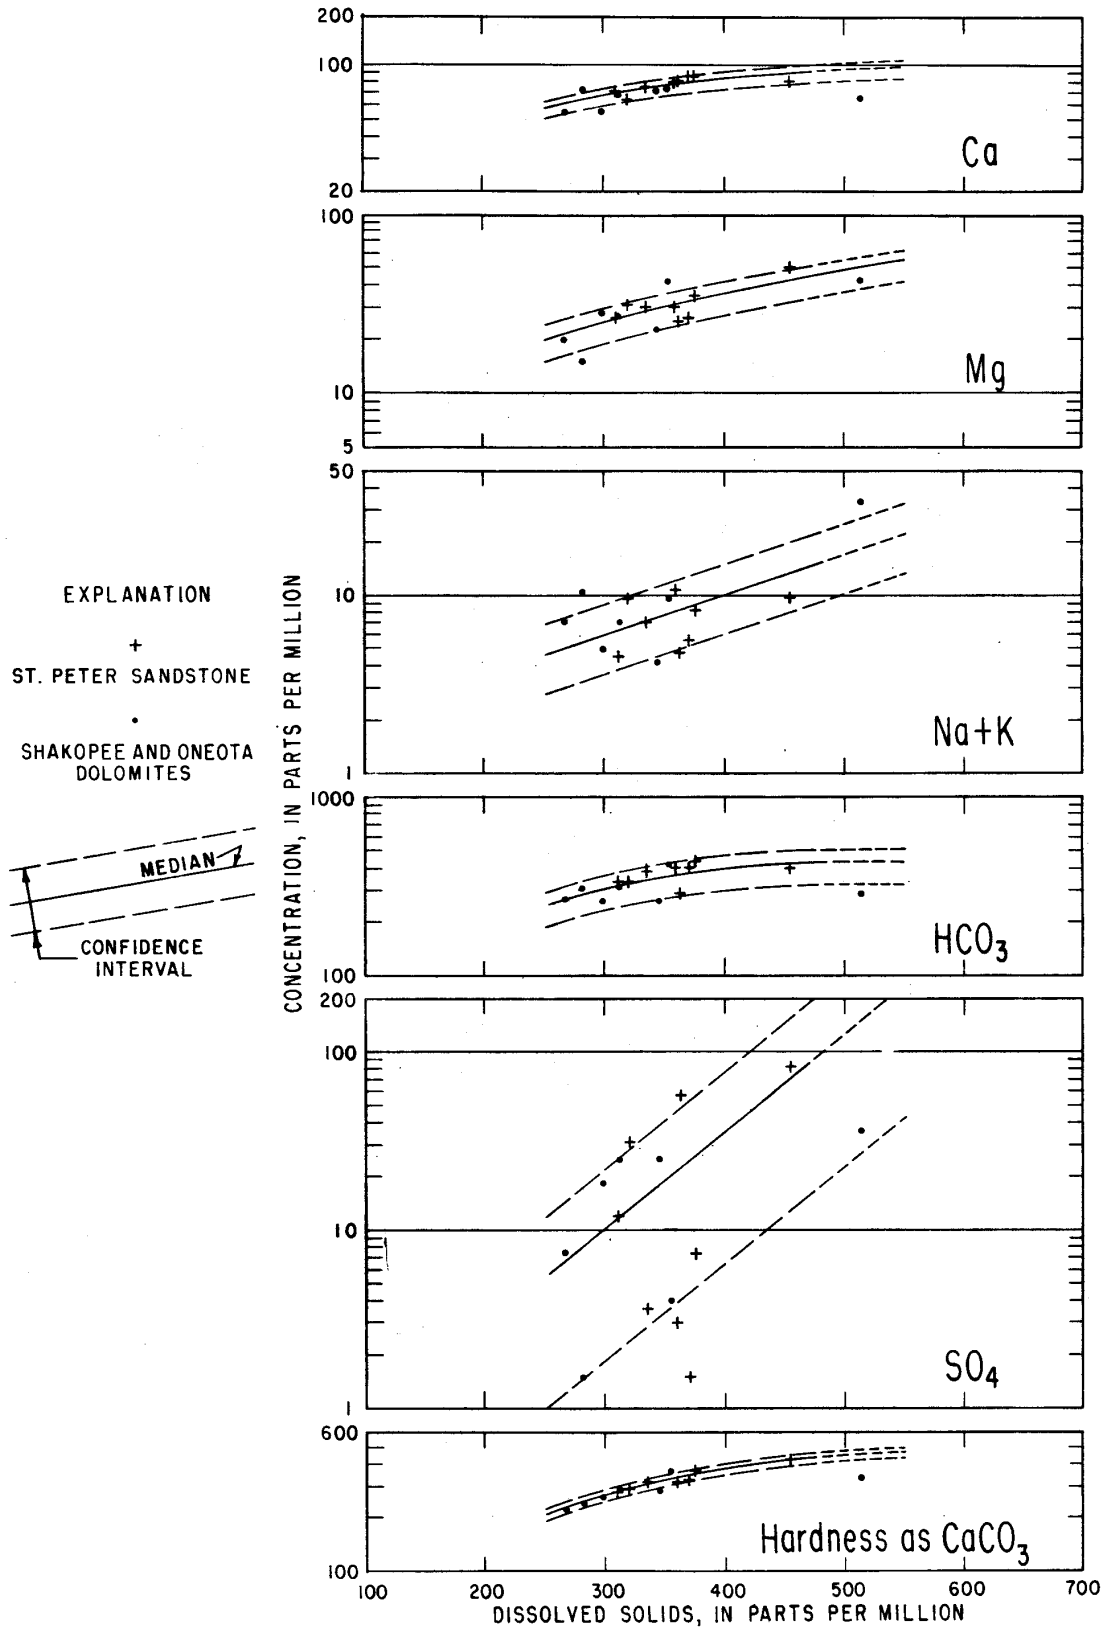 200
100
20
Ca
100
10
5
Mg
50
10
1
Na+K
EXPLANATION
+
ST. PETER SANDSTONE
SHAKOPEE AND ONEOTA
DOLOMITES
MEDIAN
CONFIDENCE
INTERVAL
CONCENTRATION, IN PARTS PER MILLION
1000
100
HCO3
200
100
10
1
SO4
600
100
Hardness as CaCO3
100 200 300 400 500 600 700
DISSOLVED SOLIDS, IN PARTS PER MILLION